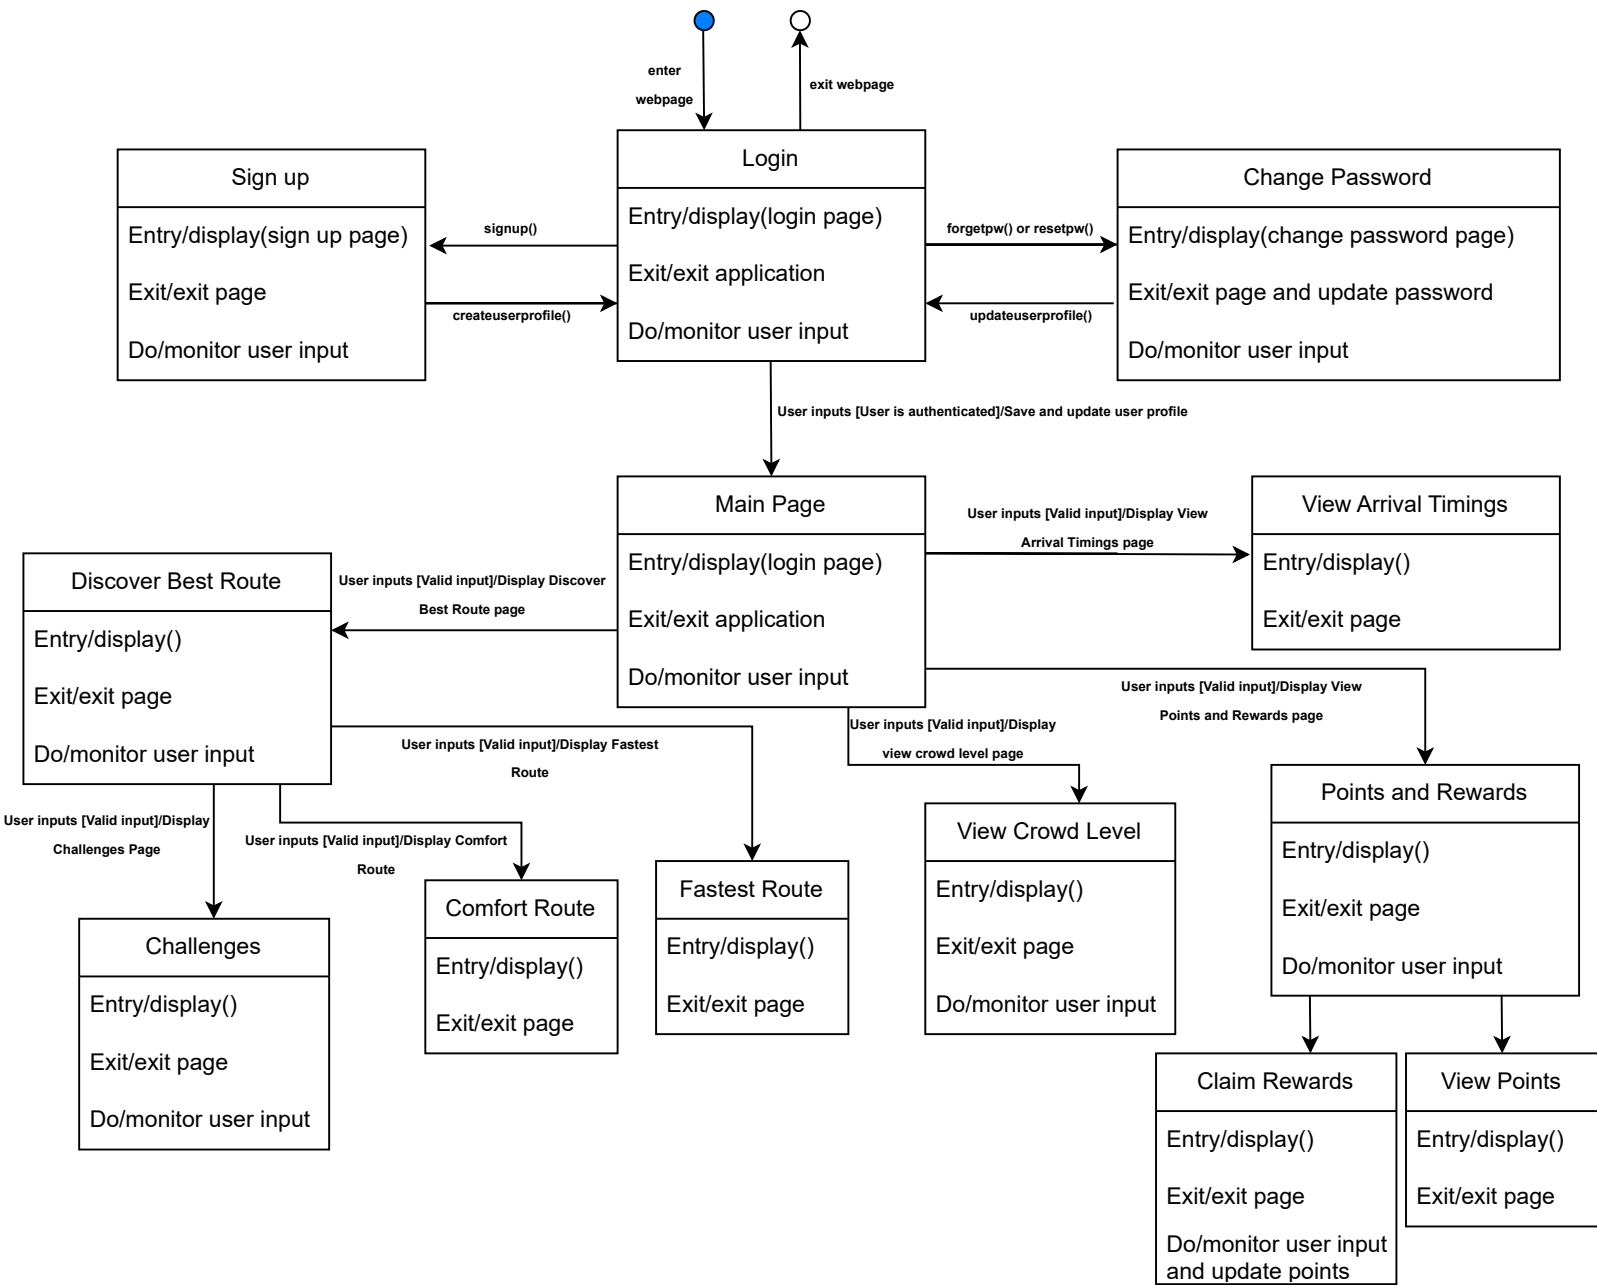 enter
webpage
exit webpage
Sign up
Entry/display(sign up page)
Exit/exit page
Do/monitor user input
signup()
createuserprofile()
Login
Entry/display(login page)
Exit/exit application
Do/monitor user input
forgetpw() or resetpw()
updateuserprofile()
Change Password
Entry/display(change password page)
Exit/exit page and update password
Do/monitor user input
User inputs [User is authenticated]/Save and update user profile
Main Page
Entry/display(login page)
Exit/exit application
Do/monitor user input
User inputs [Valid input]/Display View
Arrival Timings page
View Arrival Timings
Entry/display()
Exit/exit page
User inputs [Valid input]/Display Discover
Best Route page
Discover Best Route
Entry/display()
Exit/exit page
Do/monitor user input
User inputs [Valid input]/Display View
Points and Rewards page
User inputs [Valid input]/Display
view crowd level page
User inputs [Valid input]/Display Fastest
Route
User inputs [Valid input]/Display
Challenges Page
User inputs [Valid input]/Display Comfort
Route
Challenges
Entry/display()
Exit/exit page
Do/monitor user input
Comfort Route
Entry/display()
Exit/exit page
Fastest Route
Entry/display()
Exit/exit page
View Crowd Level
Entry/display()
Exit/exit page
Do/monitor user input
Points and Rewards
Entry/display()
Exit/exit page
Do/monitor user input
Claim Rewards
Entry/display()
Exit/exit page
Do/monitor user input
and update points
View Points
Entry/display()
Exit/exit page